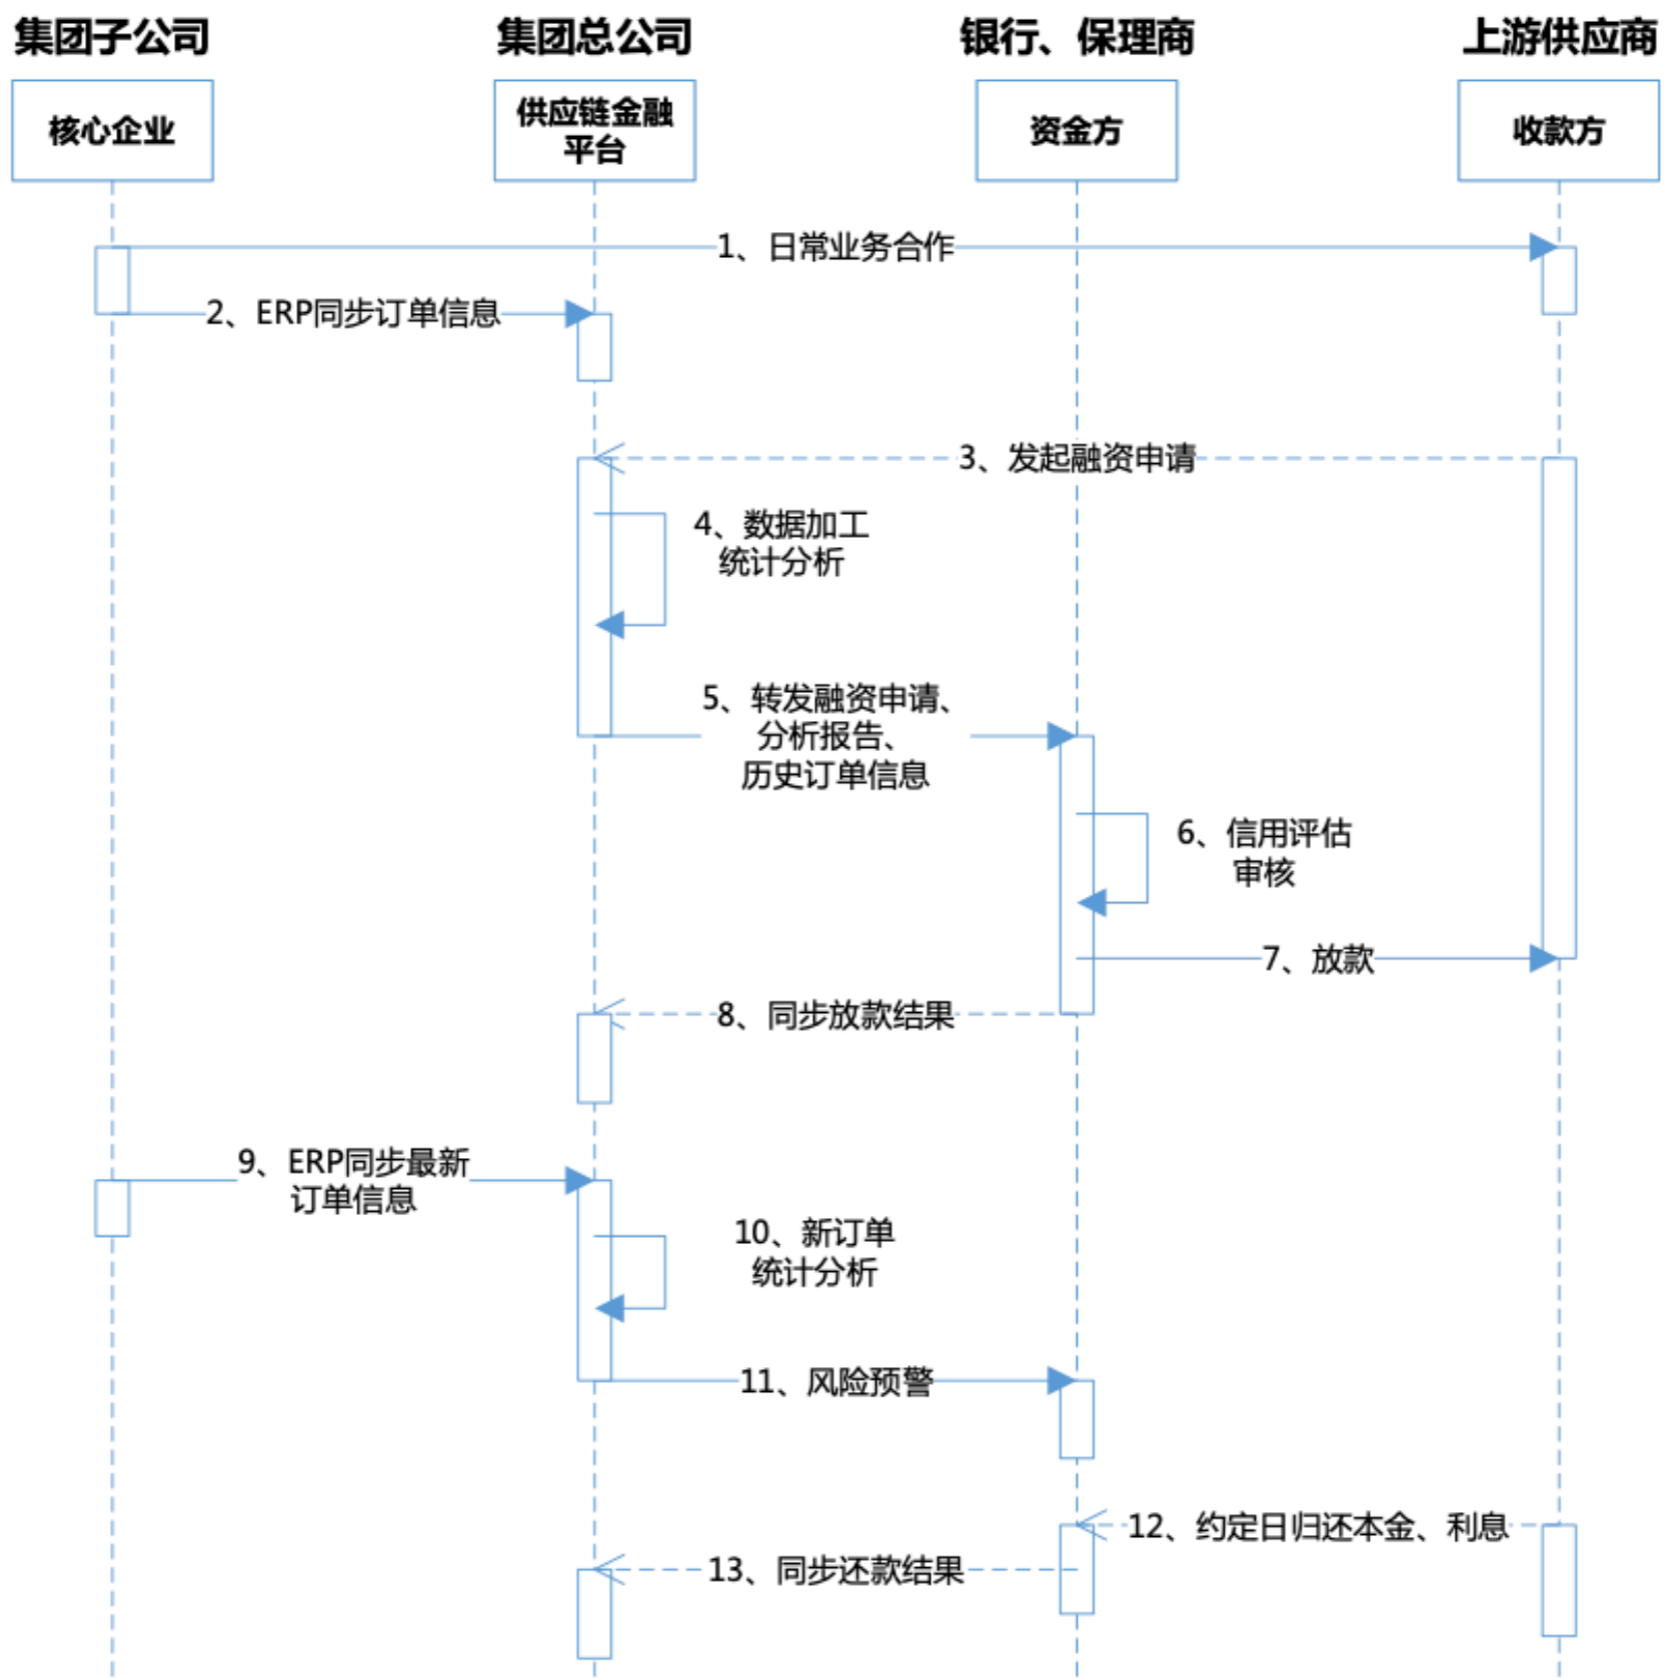 集团子公司
集团总公司
银行、保理商
上游供应商
核心企业
供应链金融
平台
资金方
收款方
1、日常业务合作
2、ERP同步订单信息
3、发起融资申请
4、数据加工
统计分析
5、转发融资申请、
分析报告、
历史订单信息
6、信用评估
审核
7、放款
8、同步放款结果
9、ERP同步最新
订单信息
10、新订单
统计分析
11、风险预警
12、约定日归还本金、利息
13、同步还款结果